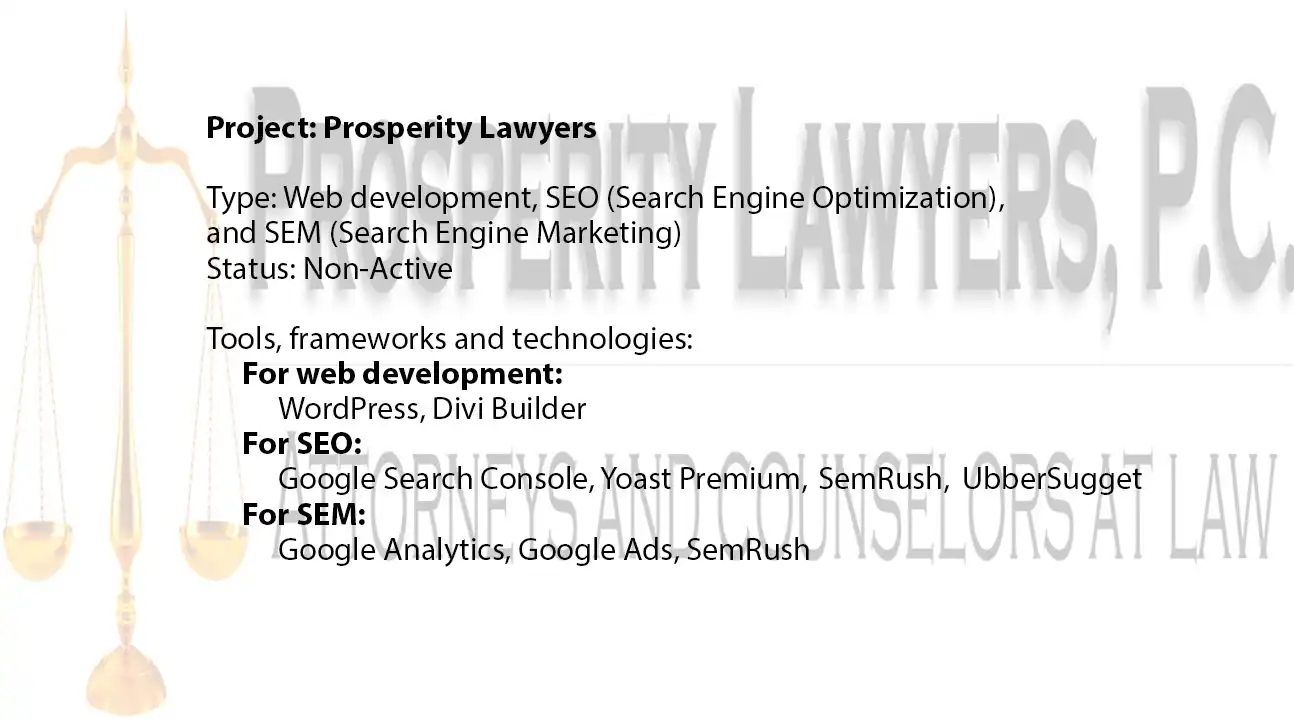 PROSPERITY LAWYERS, P.C.
Project: Prosperity Lawyers
Type: Web development, SEO (Search Engine Optimization),
and SEM (Search Engine Marketing)
Status: Non-Active
Tools, frameworks and technologies:
For web development:
WordPress, Divi Builder
For SEO:
Google Search Console, Yoast Premium, SemRush, UbberSugget
ATTORNEYS AND COUNSELORS AT LAW
For SEM:
Google Analytics, Google Ads, SemRush